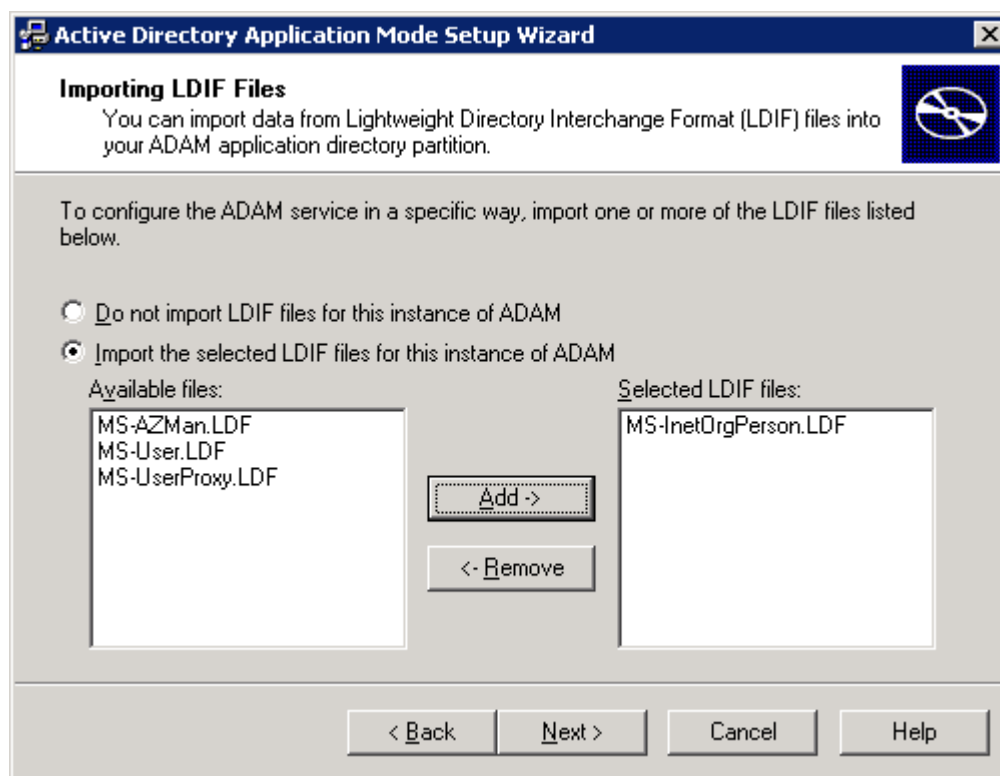 Active Directory Application Mode Setup Wizard
Importing LDIF Files
You can import data from Lightweight Directory Interchange Format (LDIF) files into
your ADAM application directory partition.
To configure the ADAM service in a specific way, import one or more of the LDIF files listed
below.
Do not import LDIF files for this instance of ADAM
Import the selected LDIF files for this instance of ADAM
Available files:
MS-AZMan.LDF
MS-User.LDF
MS-UserProxy.LDF
Add ->
<- Remove
Selected LDIF files:
MS-InetOrgPerson.LDF
< Back
Next >
Cancel
Help